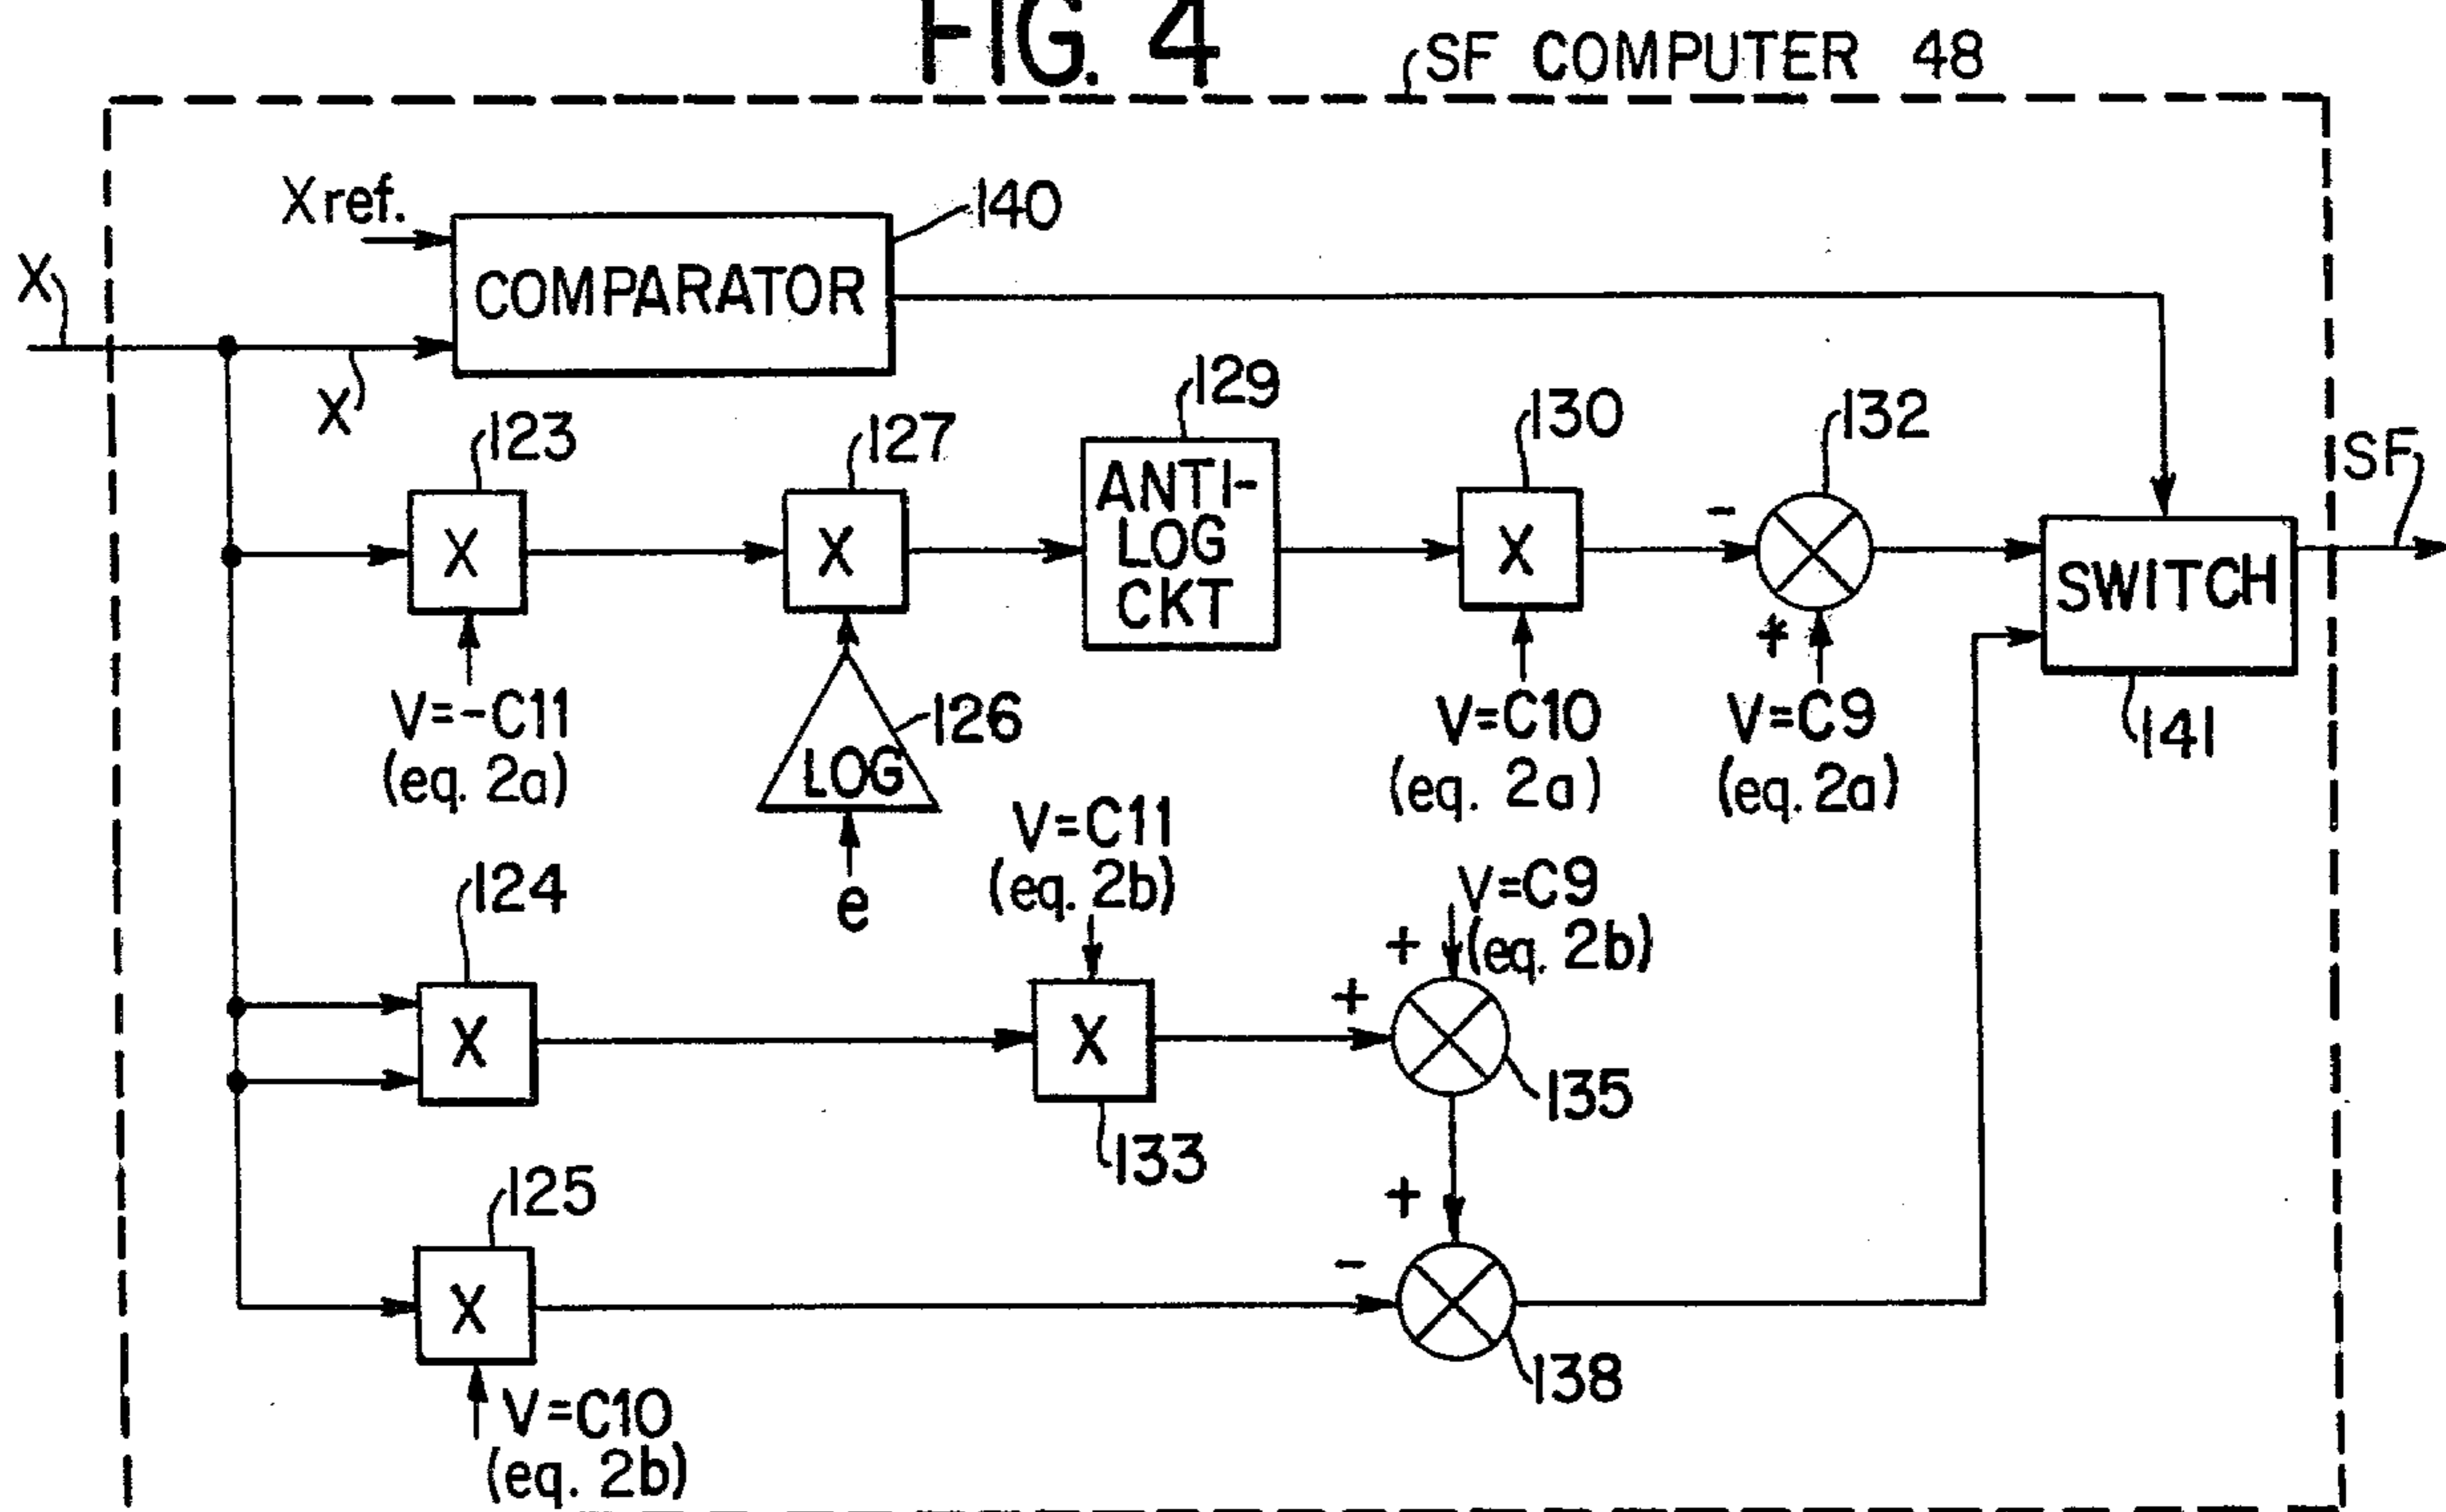 FIG. 4
SF COMPUTER 48
Xref.
140
X
COMPARATOR
X
123
127
129
130
132
SF
X
X
ANTI-
LOG
CKT
X
-
+
SWITCH
141
V=-C11
(eq. 2a)
LOG
126
e
V=C10
(eq. 2a)
V=C9
(eq. 2a)
V=C11
(eq. 2b)
V=C9
(eq. 2b)
124
X
X
+
+
135
133
125
X
+
-
138
V=C10
(eq. 2b)